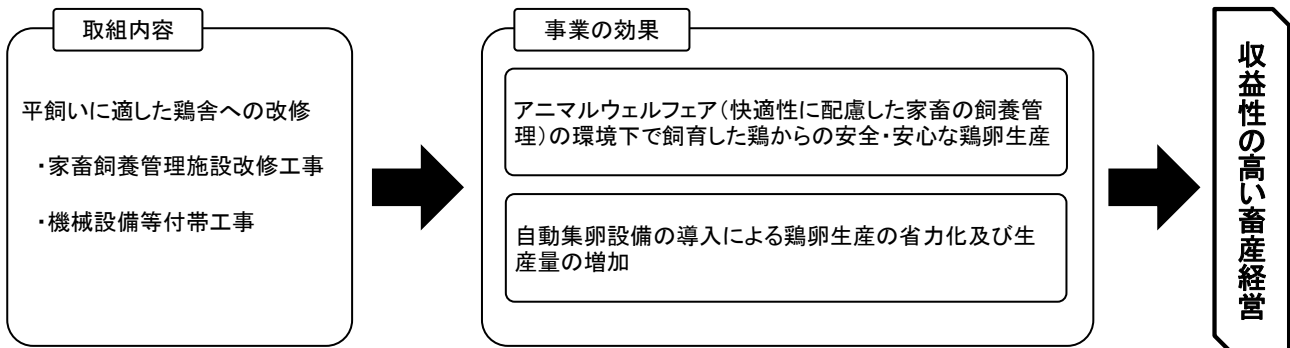 取組内容
平飼いに適した鶏舎への改修
・家畜飼養管理施設改修工事
・機械設備等付帯工事
事業の効果
アニマルウェルフェア(快適性に配慮した家畜の飼養管
理)の環境下で飼育した鶏からの安全・安心な鶏卵生産
自動集卵設備の導入による鶏卵生産の省力化及び生
産量の増加
収益性の高い畜産経営